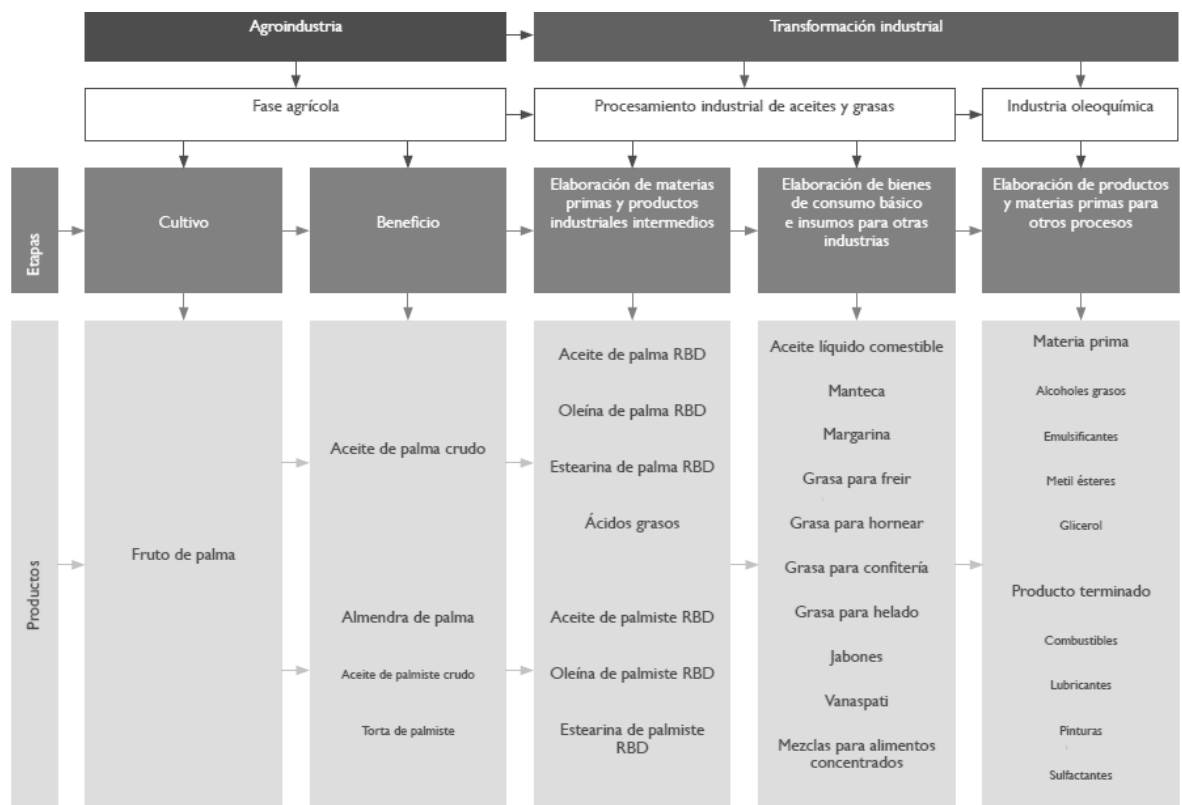 Agroindustria
Transformación industrial
Fase agrícola
Procesamiento industrial de aceites y grasas
Industria oleoquímica
Etapas
Cultivo
Beneficio
Elaboración de materias
primas y productos
industriales intermedios
Elaboración de bienes
de consumo básico
e insumos para otras
industrias
Elaboración de productos
y materias primas para
otros procesos
Productos
Fruto de palma
Aceite de palma crudo
Almendra de palma
Aceite de palmiste crudo
Torta de palmiste
Aceite de palma RBD
Oleína de palma RBD
Estearina de palma RBD
Ácidos grasos
Aceite de palmiste RBD
Oleína de palmiste RBD
Estearina de palmiste
RBD
Aceite líquido comestible
Manteca
Margarina
Grasa para freir
Grasa para hornear
Grasa para confitería
Grasa para helado
Jabones
Vanaspati
Mezclas para alimentos
concentrados
Materia prima
Alcoholes grasos
Emulsificantes
Metil ésteres
Glicerol
Producto terminado
Combustibles
Lubricantes
Pinturas
Sulfactantes